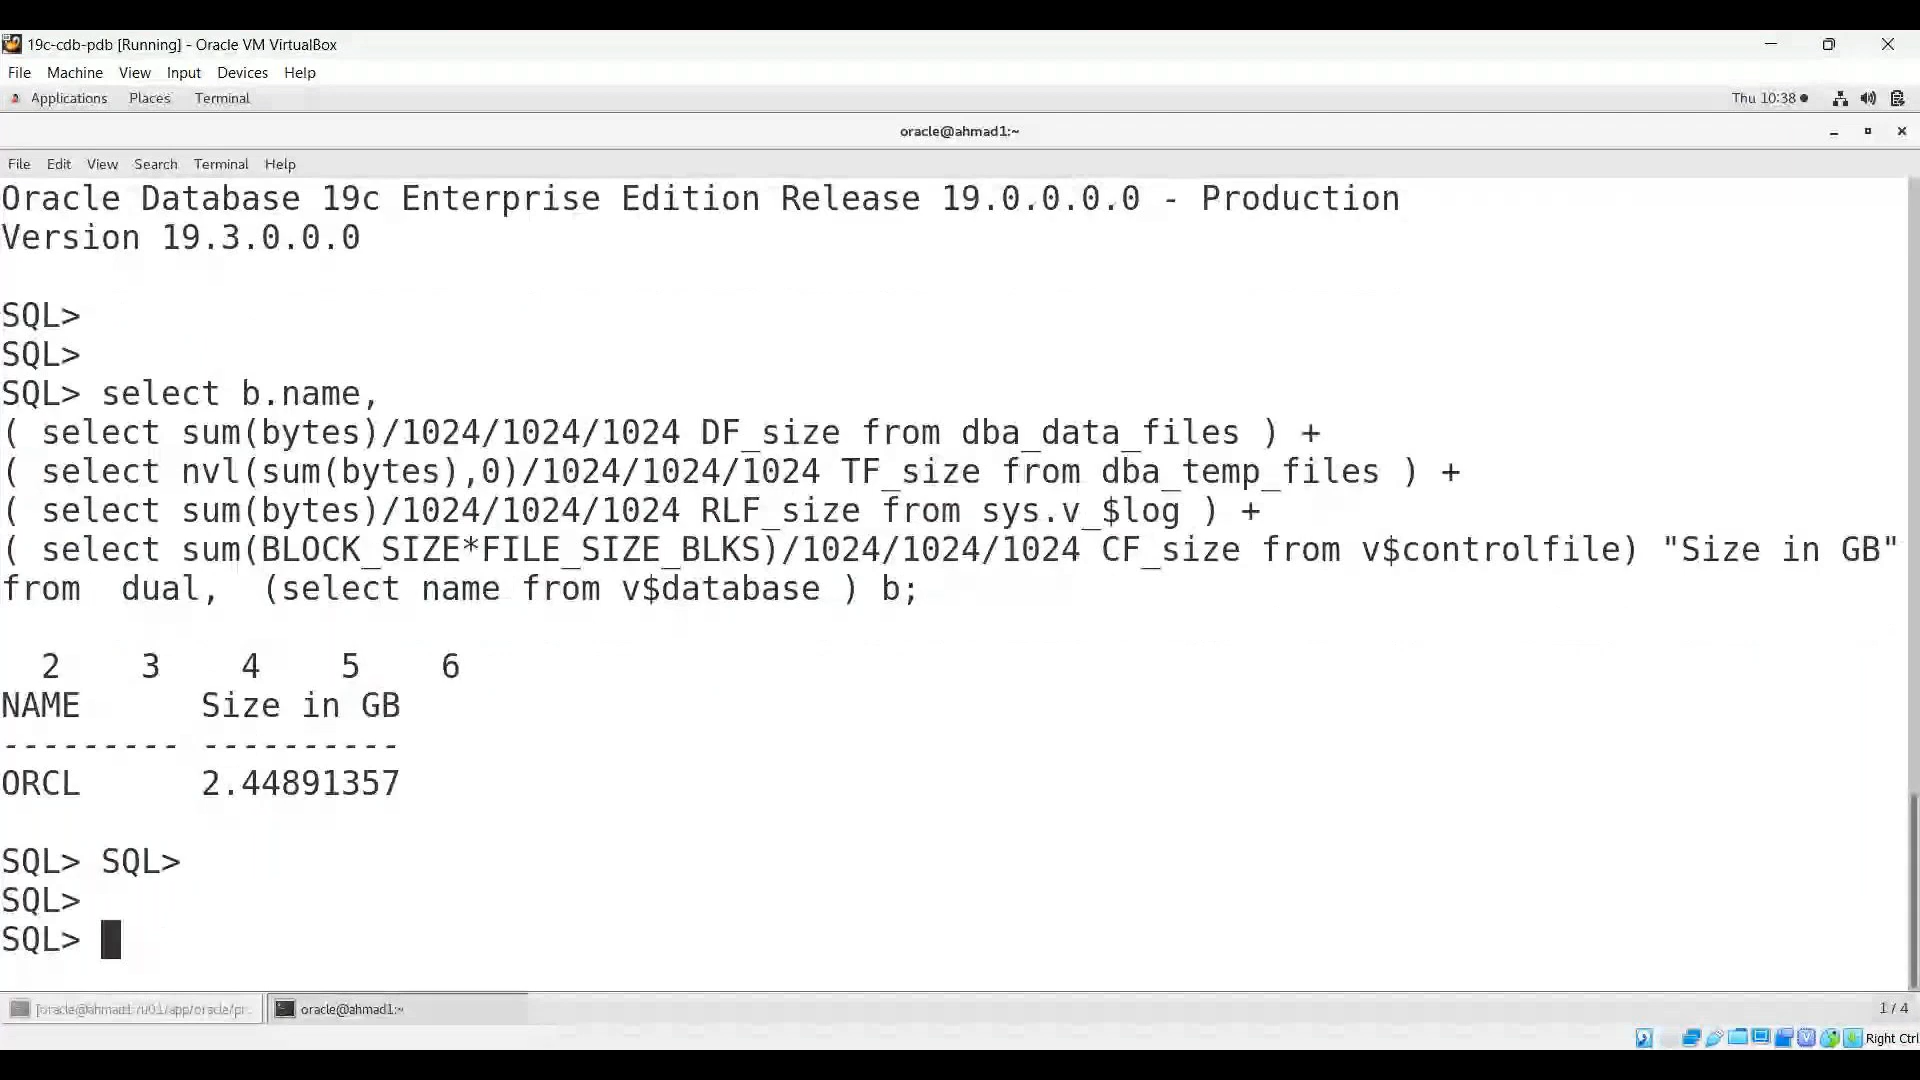 19c-cdb-pdb [Running] - Oracle VM VirtualBox
File Machine View Input Devices Help
Applications Places Terminal Thu 10:38
oracle@ahmad1:~
File Edit View Search Terminal Help
Oracle Database 19c Enterprise Edition Release 19.0.0.0.0 - Production
Version 19.3.0.0.0
SQL>
SQL>
SQL> select b.name,
( select sum(bytes)/1024/1024/1024 DF_size from dba_data_files ) +
( select nvl(sum(bytes),0)/1024/1024/1024 TF_size from dba_temp_files ) +
( select sum(bytes)/1024/1024/1024 RLF_size from sys.v_$log ) +
( select sum(BLOCK_SIZE*FILE_SIZE_BLKS)/1024/1024/1024 CF_size from v$controlfile) "Size in GB"
from  dual,  (select name from v$database ) b;
2 3 4 5 6
NAME Size in GB
--------- ----------
ORCL 2.44891357
SQL> SQL>
SQL>
SQL>
[oracle@ahmad1:/u01/app/oracle/pr... oracle@ahmad1:~ 1 / 4
Right Ctrl